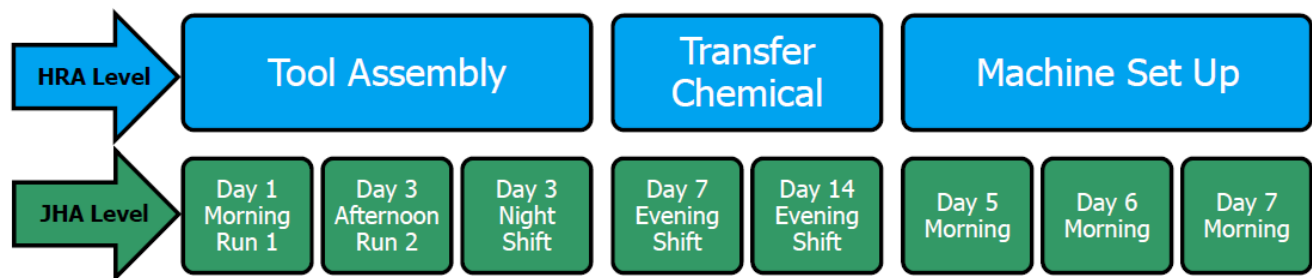 HRA Level
Tool Assembly
Transfer
Chemical
Machine Set Up
JHA Level
Day 1
Morning
Run 1
Day 3
Afternoon
Run 2
Day 3
Night
Shift
Day 7
Evening
Shift
Day 14
Evening
Shift
Day 5
Morning
Day 6
Morning
Day 7
Morning